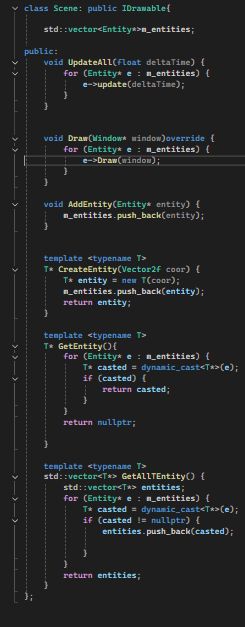 class Scene: public IDrawable{
std::vector<Entity*>m_entities;
public:
void UpdateAll(float deltaTime) {
for (Entity* e : m_entities) {
e->update(deltaTime);
}
}
void Draw(Window* window)override {
for (Entity* e : m_entities) {
e->Draw(window);
}
}
void AddEntity(Entity* entity) {
m_entities.push_back(entity);
}
template <typename T>
T* CreateEntity(Vector2f coor) {
T* entity = new T(coor);
m_entities.push_back(entity);
return entity;
}
template <typename T>
T* GetEntity(){
for (Entity* e : m_entities) {
T* casted = dynamic_cast<T*>(e);
if (casted) {
return casted;
}
}
return nullptr;
}
template <typename T>
std::vector<T*> GetAllTEntity() {
std::vector<T*> entities;
for (Entity* e : m_entities) {
T* casted = dynamic_cast<T*>(e);
if (casted != nullptr) {
entities.push_back(casted);
}
}
return entities;
}
};